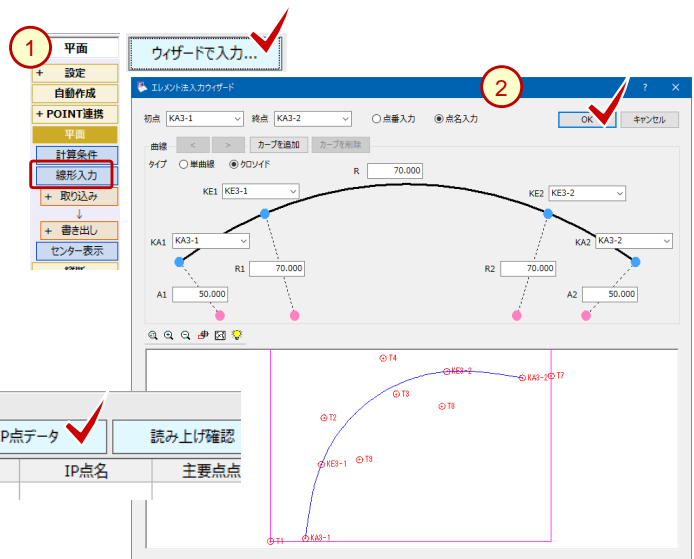 1
平面
+ 設定
自動作成
+ POINT連携
平面
計算条件
線形入力
+ 取り込み
↓
+ 書き出し
センター表示
ウィザードで入力...
2
エレメント法入力ウィザード
? ×
初点 KA3-1 終点 KA3-2 点番入力 点名入力 OK キャンセル
曲線 < > カーブを追加 カーブを削除
タイプ 単曲線 クロソイド
R 70.000
KE1 KE3-1 KE2 KE3-2
KA1 KA3-1 KA2 KA3-2
R1 70.000 R2 70.000
A1 50.000 A2 50.000
T4
KE3-2
KA3-2 T7
T3
T8
T2
KE3-1 T9
T1 KA3-1
IP点データ 読み上げ確認
IP点名 主要点点